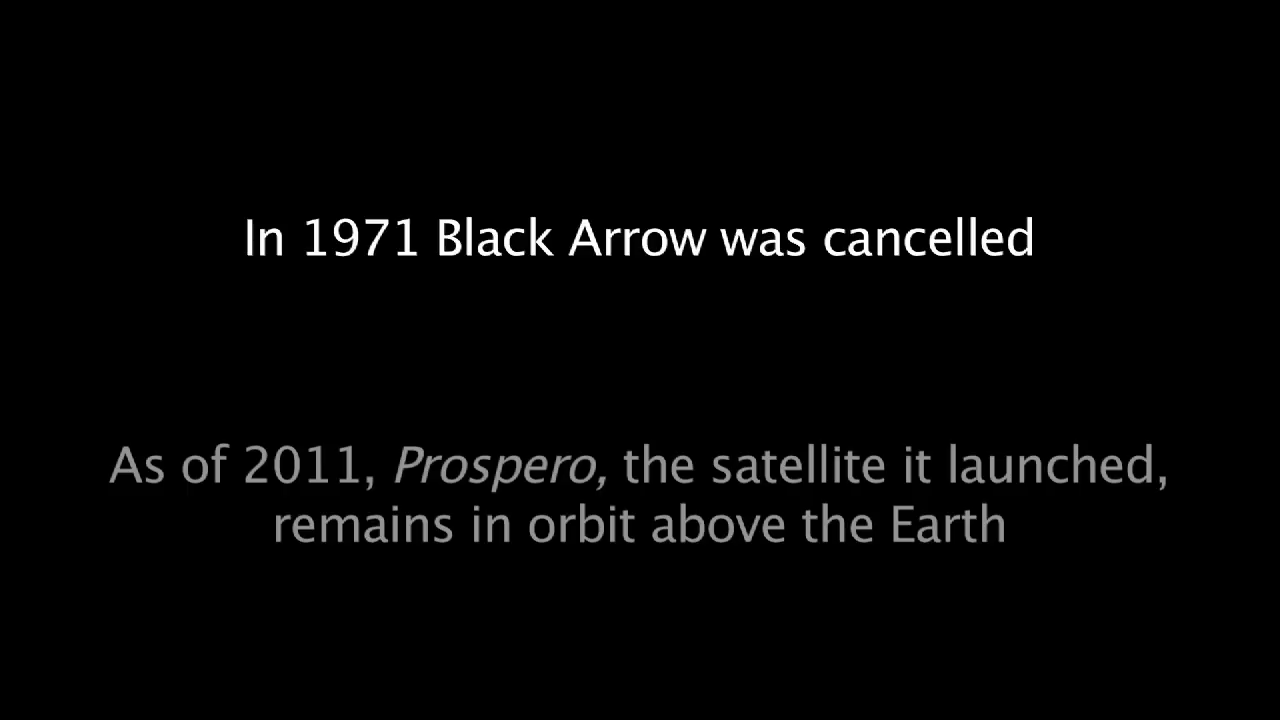 In 1971 Black Arrow was cancelled
As of 2011, Prospero, the satellite it launched,
remains in orbit above the Earth